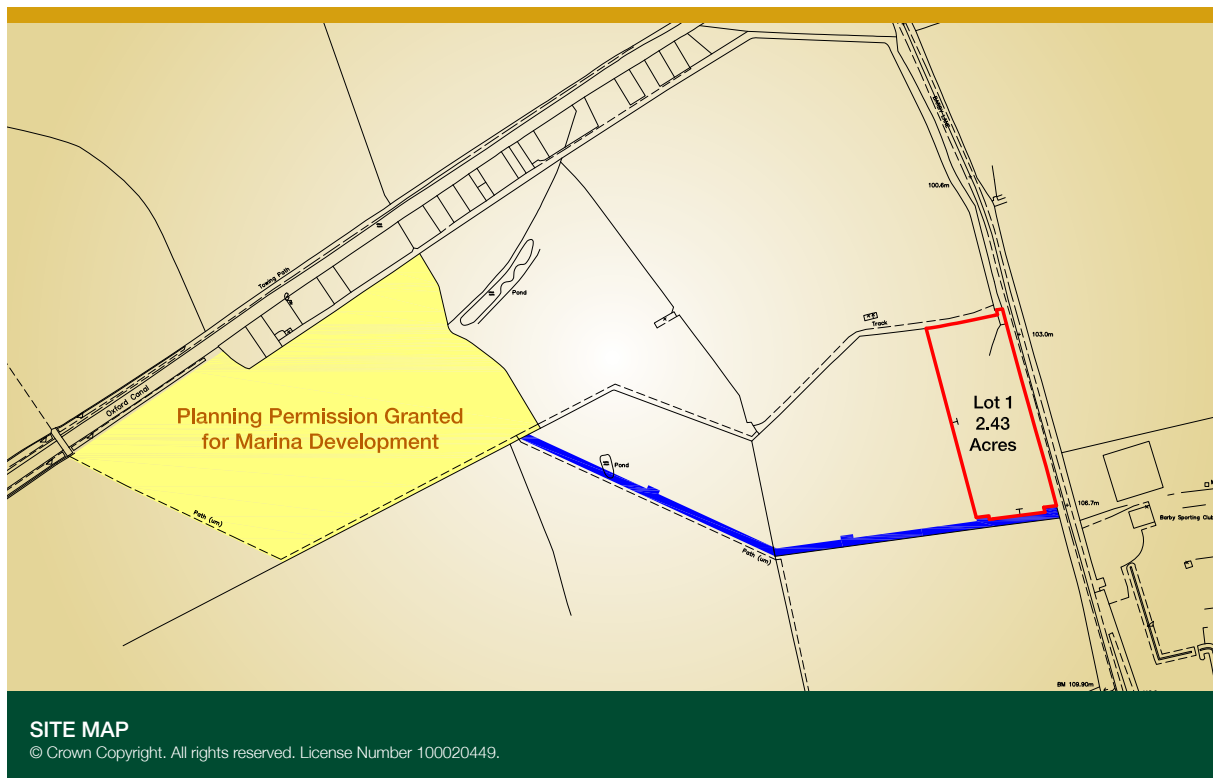 BARBY LANE
100.6m
Towing Path
Pond
Track
103.0m
Oxford Canal
Planning Permission Granted
for Marina Development
Lot 1
2.43
Acres
Pond
106.7m
Barby Sporting Club
Path (um)
Path (um)
BM 109.90m
SITE MAP
© Crown Copyright. All rights reserved. License Number 100020449.